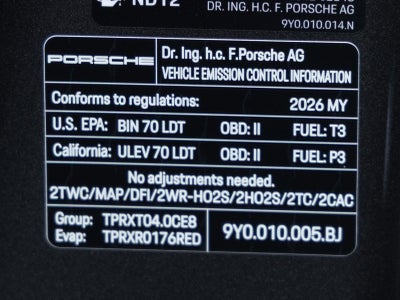 ND12
DR. ING. H.C. F. PORSCHE AG
9Y0.010.014.N
PORSCHE
Dr. Ing. h.c. F.Porsche AG
VEHICLE EMISSION CONTROL INFORMATION
Conforms to regulations: 2026 MY
U.S. EPA: BIN 70 LDT OBD: II FUEL: T3
California: ULEV 70 LDT OBD: II FUEL: P3
No adjustments needed.
2TWC/MAP/DFI/2WR-HO2S/2HO2S/2TC/2CAC
Group: TPRXT04.0CE8
Evap: TPRXR0176RED
9Y0.010.005.BJ